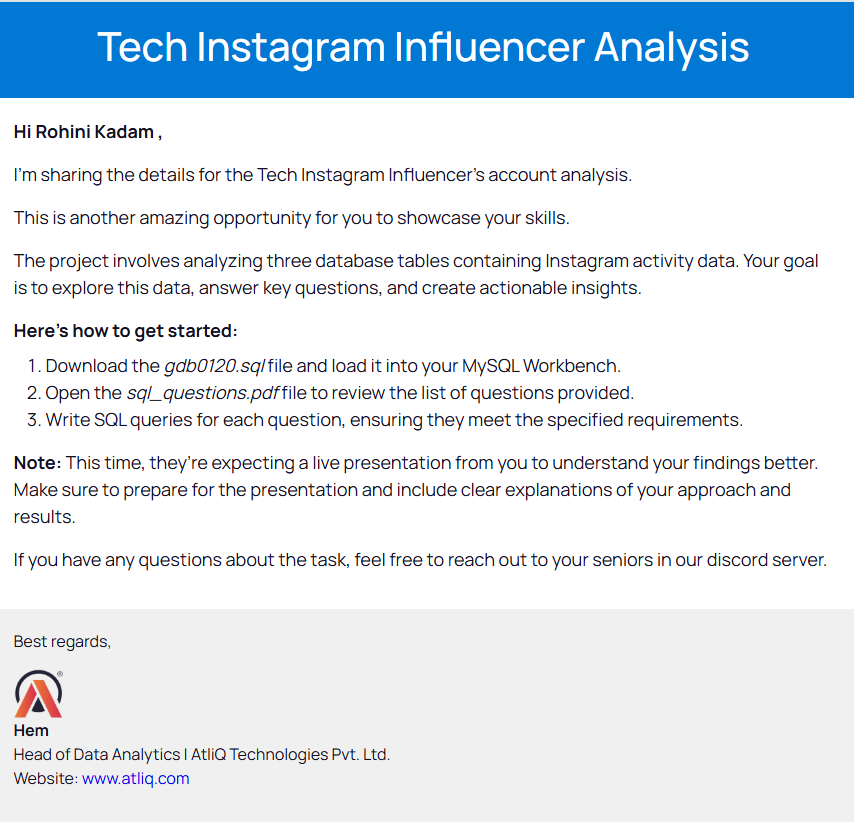 Tech Instagram Influencer Analysis
Hi Rohini Kadam ,
I'm sharing the details for the Tech Instagram Influencer's account analysis.
This is another amazing opportunity for you to showcase your skills.
The project involves analyzing three database tables containing Instagram activity data. Your goal
is to explore this data, answer key questions, and create actionable insights.
Here's how to get started:
1. Download the gdb0120.sql file and load it into your MySQL Workbench.
2. Open the sql_questions.pdf file to review the list of questions provided.
3. Write SQL queries for each question, ensuring they meet the specified requirements.
Note: This time, they're expecting a live presentation from you to understand your findings better.
Make sure to prepare for the presentation and include clear explanations of your approach and
results.
If you have any questions about the task, feel free to reach out to your seniors in our discord server.
Best regards,
®
Hem
Head of Data Analytics | AtliQ Technologies Pvt. Ltd.
Website: www.atliq.com